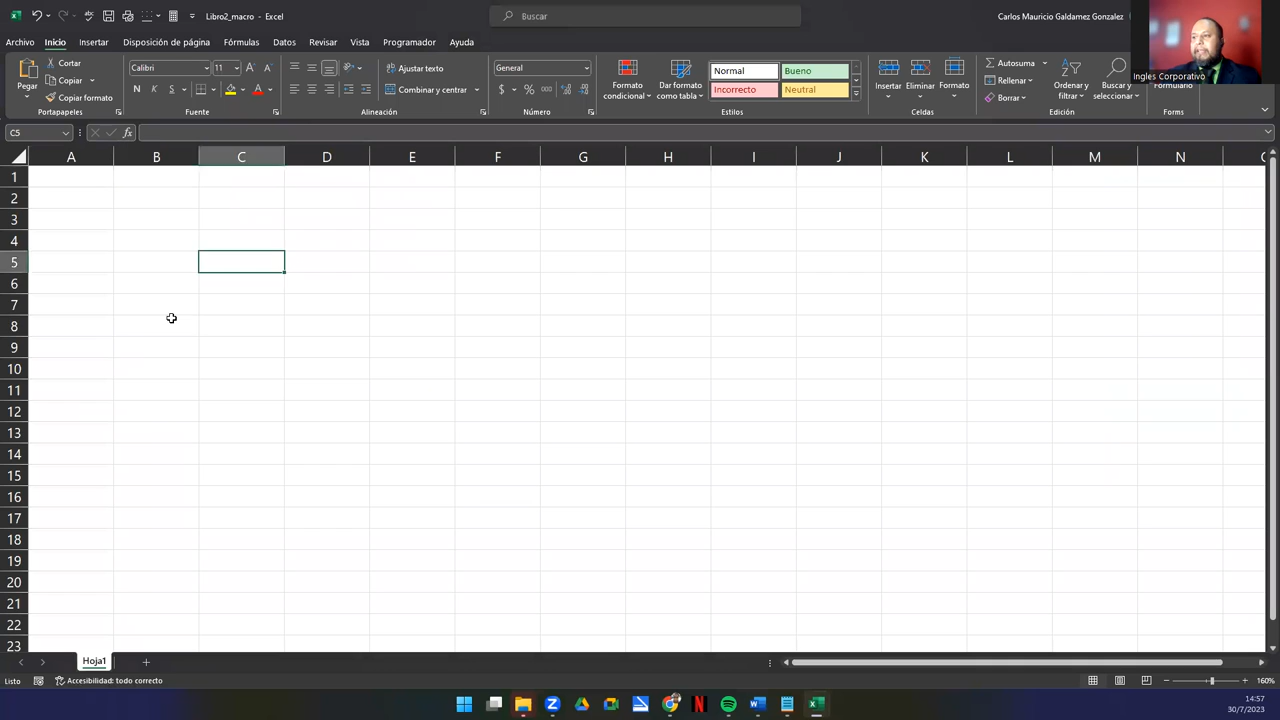 Libro2_macro - Excel
Buscar
Carlos Mauricio Galdamez Gonzalez
Archivo Inicio Insertar Disposición de página Fórmulas Datos Revisar Vista Programador Ayuda
Ingles Corporativo
Pegar
Cortar
Copiar
Copiar formato
Portapapeles
Calibri 11
N K S
Fuente
Ajustar texto
Combinar y centrar
Alineación
General
$ % 000
Número
Formato condicional
Dar formato como tabla
Normal Bueno
Incorrecto Neutral
Estilos
Insertar Eliminar Formato
Celdas
Autosuma
Rellenar
Borrar
Ordenar y filtrar
Buscar y seleccionar
Edición
Formulario
Forms
C5
fx
A B C D E F G H I J K L M N
1
2
3
4
5
6
7
8
9
10
11
12
13
14
15
16
17
18
19
20
21
22
23
Hoja1
Listo
Accesibilidad: todo correcto
160%
14:57
30/7/2023